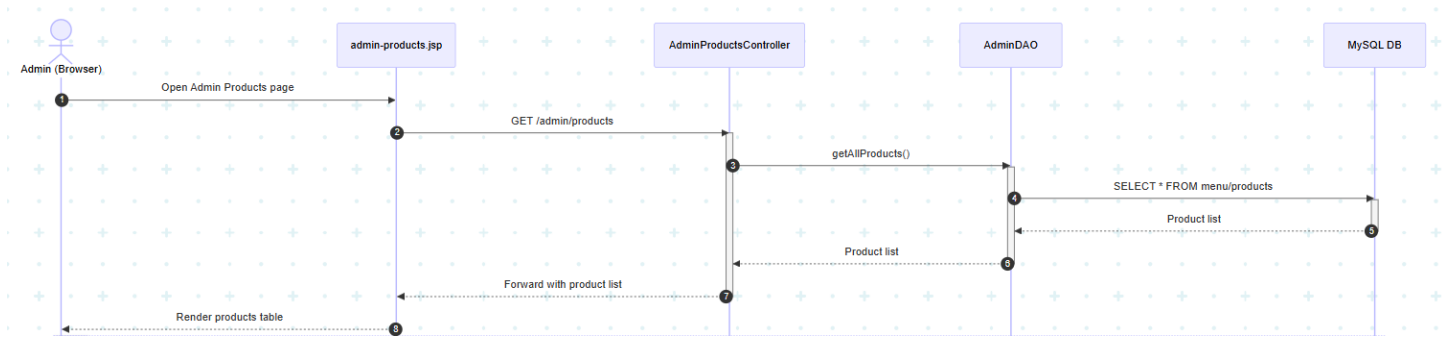 Admin (Browser)
admin-products.jsp
AdminProductsController
AdminDAO
MySQL DB
1
Open Admin Products page
2
GET /admin/products
3
getAllProducts()
4
SELECT * FROM menu/products
Product list
5
Product list
6
Forward with product list
7
Render products table
8